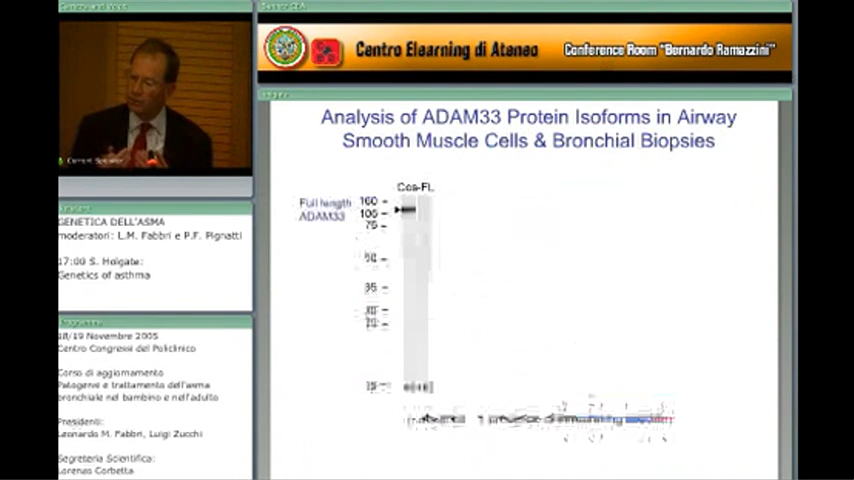 Centro Elearning di Ateneo
Conference Room "Bernardo Ramazzini"
Current Speaker
GENETICA DELL'ASMA
moderatori: L.M. Fabbri e P.F. Pignatti
17:00 S. Holgate:
Genetics of asthma
18/19 Novembre 2005
Centro Congressi del Policlinico
Corso di aggiornamento
Patogenesi e trattamento dell'asma
bronchiale nel bambino e nell'adulto
Presidenti:
Leonardo M. Fabbri, Luigi Zucchi
Segreteria Scientifica:
Lorenzo Corbetta
Analysis of ADAM33 Protein Isoforms in Airway
Smooth Muscle Cells & Bronchial Biopsies
Cos-FL
Full length
ADAM33
160
105
75
35